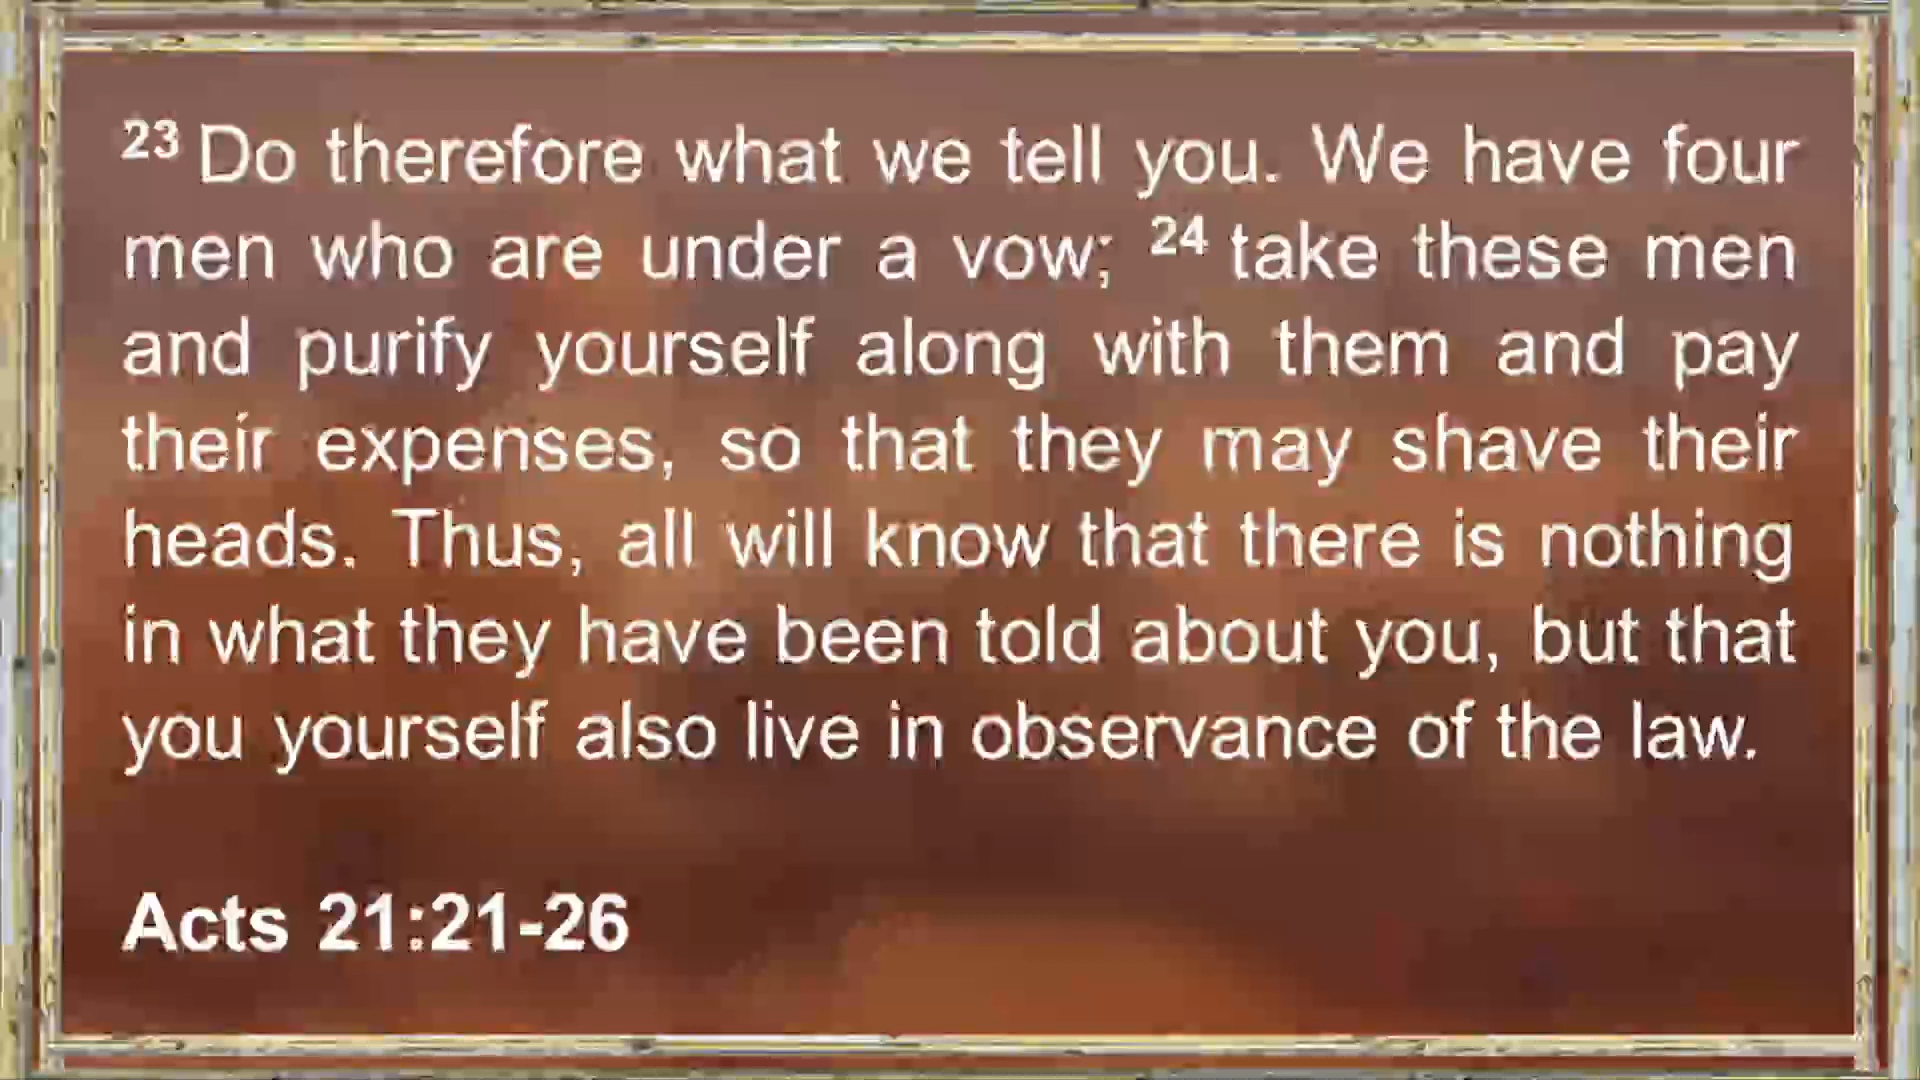 23 Do therefore what we tell you. We have four
men who are under a vow; 24 take these men
and purify yourself along with them and pay
their expenses, so that they may shave their
heads. Thus, all will know that there is nothing
in what they have been told about you, but that
you yourself also live in observance of the law.
Acts 21:21-26